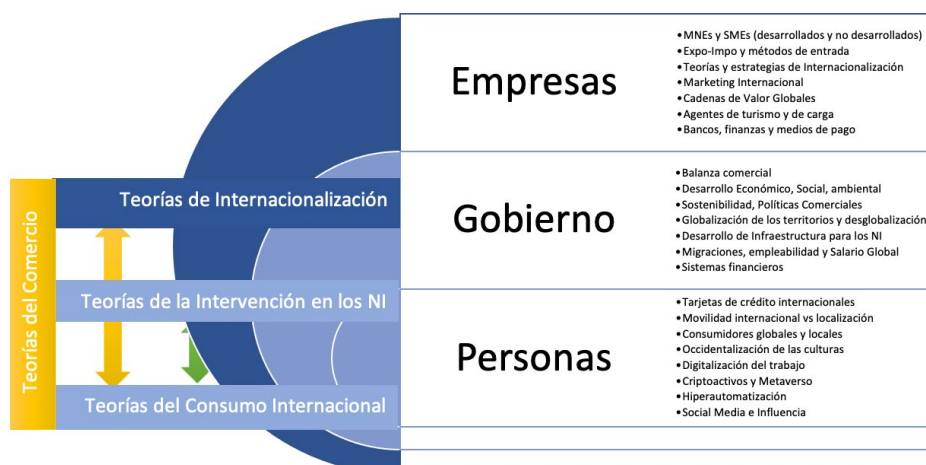 Teorías del Comercio
Teorías de Internacionalización
Teorías de la Intervención en los NI
Teorías del Consumo Internacional
Empresas
•MNEs y SMEs (desarrollados y no desarrollados)
•Expo-Impo y métodos de entrada
•Teorías y estrategias de Internacionalización
•Marketing Internacional
•Cadenas de Valor Globales
•Agentes de turismo y de carga
•Bancos, finanzas y medios de pago
Gobierno
•Balanza comercial
•Desarrollo Económico, Social, ambiental
•Sostenibilidad, Políticas Comerciales
•Globalización de los territorios y desglobalización
•Desarrollo de Infraestructura para los NI
•Migraciones, empleabilidad y Salario Global
•Sistemas financieros
Personas
•Tarjetas de crédito internacionales
•Movilidad internacional vs localización
•Consumidores globales y locales
•Occidentalización de las culturas
•Digitalización del trabajo
•Criptoactivos y Metaverso
•Hiperautomatización
•Social Media e Influencia